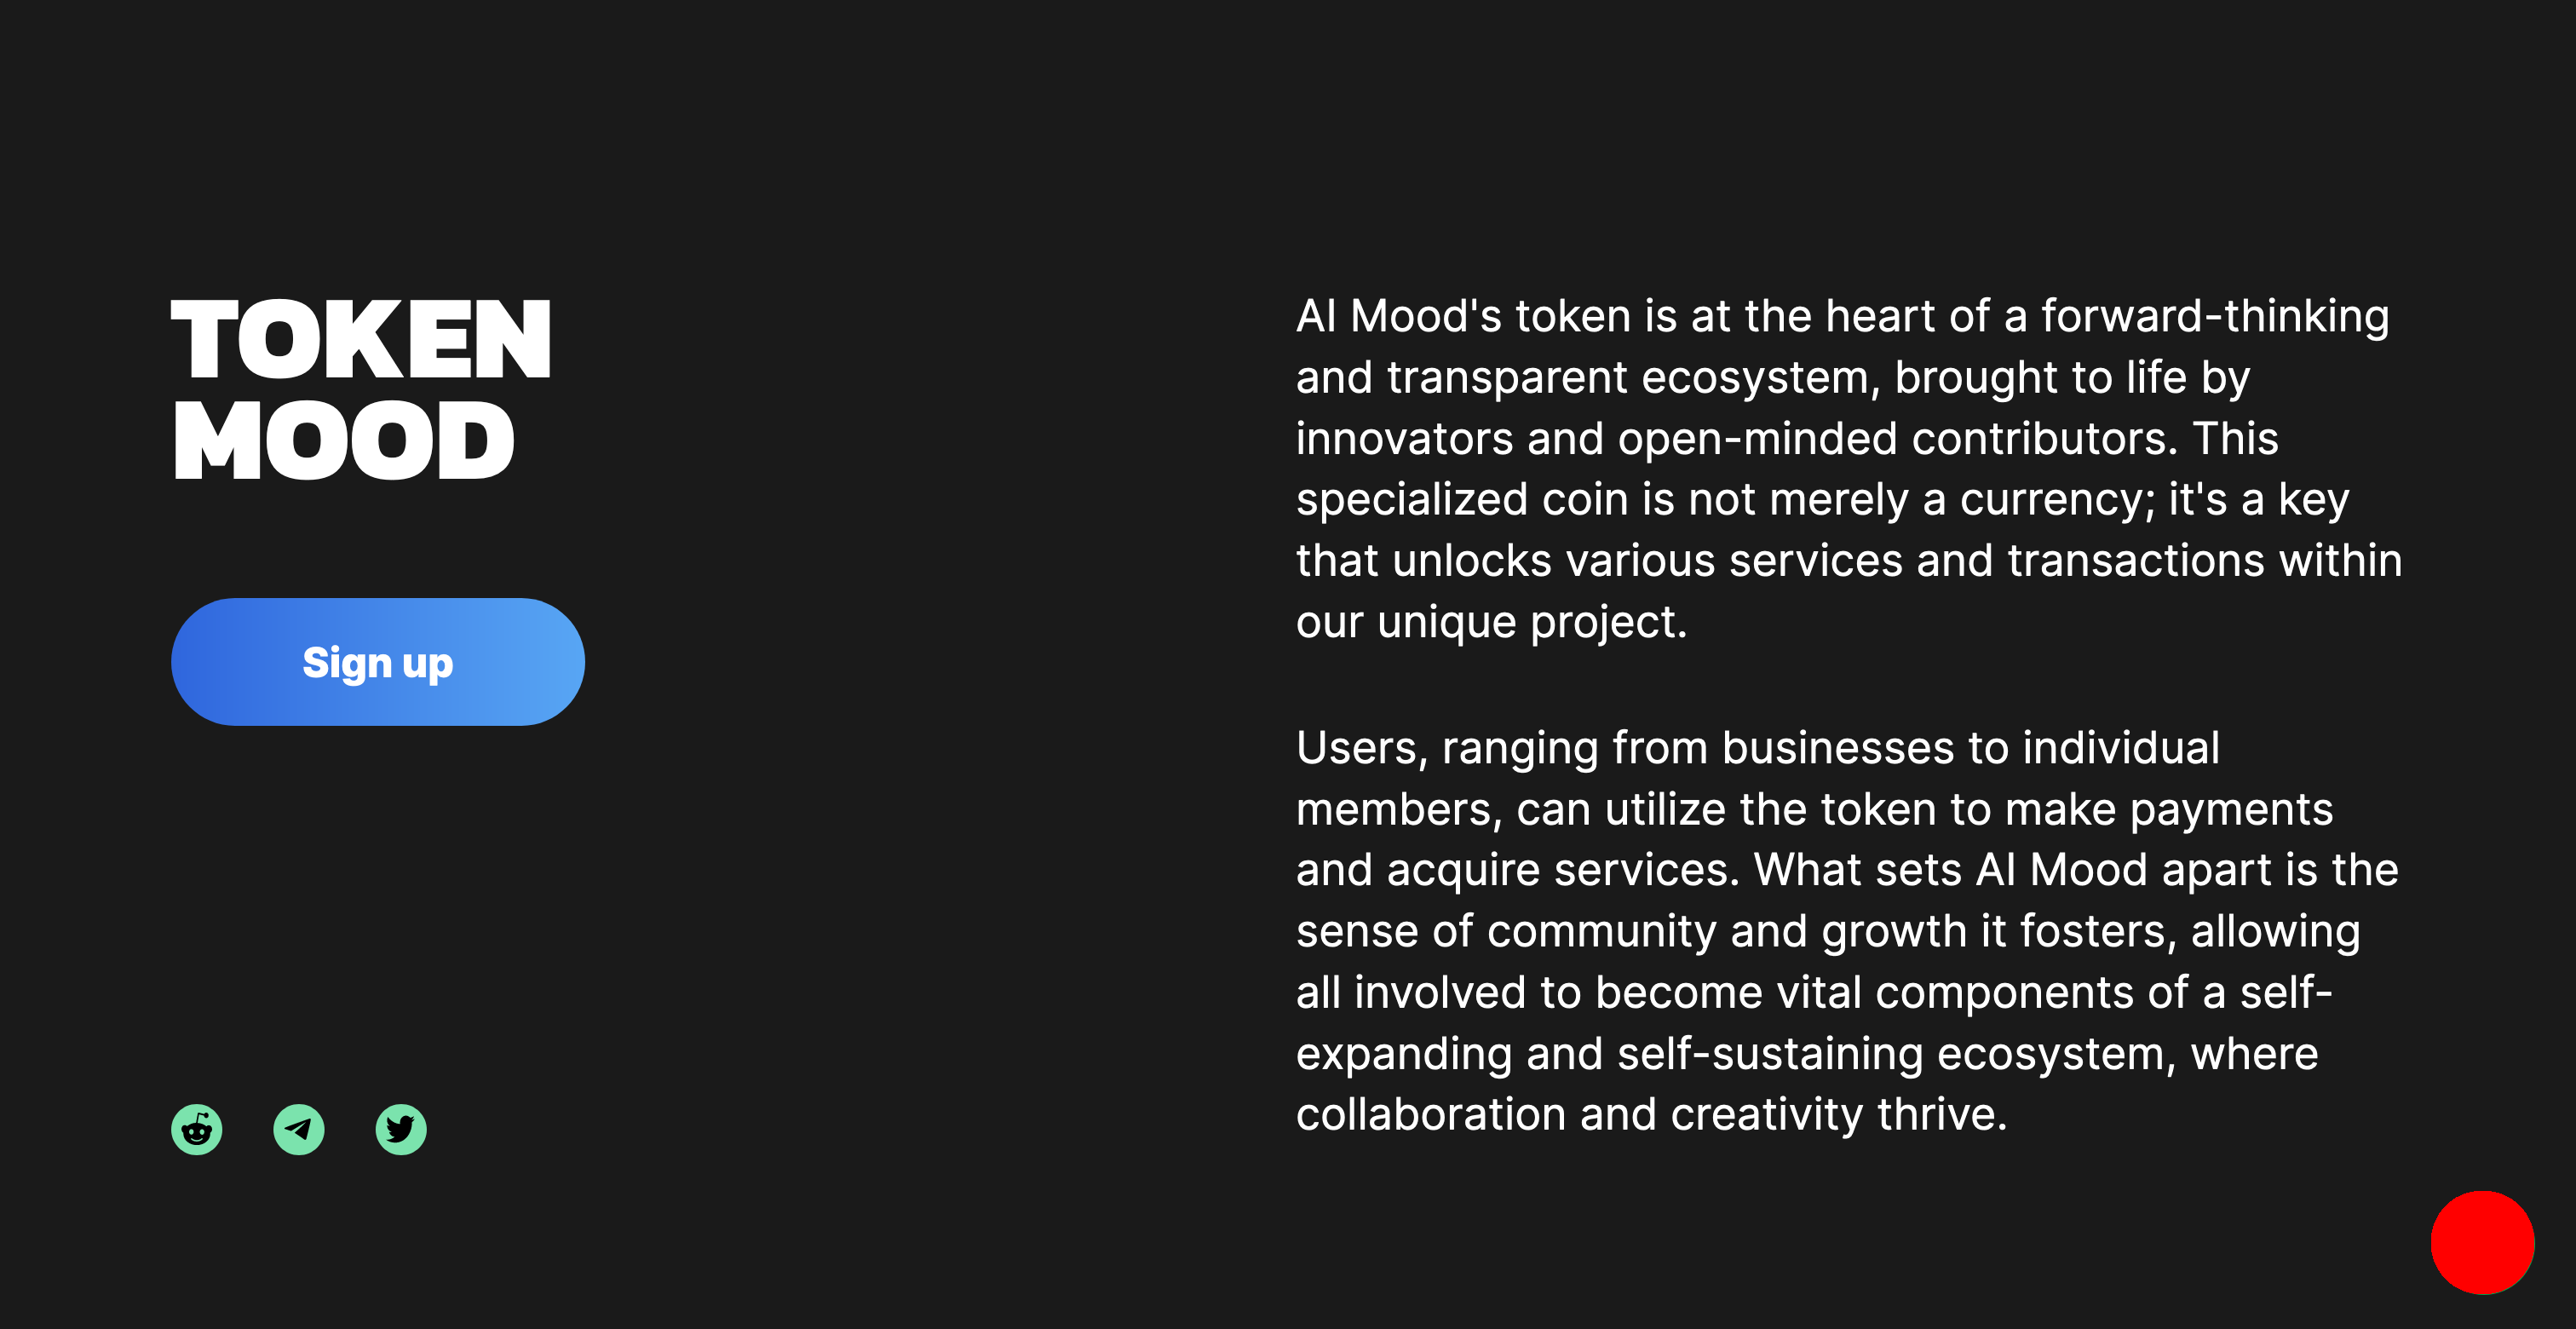 TOKEN
MOOD
Sign up
AI Mood's token is at the heart of a forward-thinking
and transparent ecosystem, brought to life by
innovators and open-minded contributors. This
specialized coin is not merely a currency; it's a key
that unlocks various services and transactions within
our unique project.
Users, ranging from businesses to individual
members, can utilize the token to make payments
and acquire services. What sets AI Mood apart is the
sense of community and growth it fosters, allowing
all involved to become vital components of a self-
expanding and self-sustaining ecosystem, where
collaboration and creativity thrive.